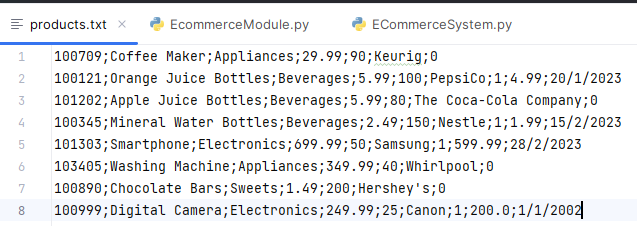 products.txt EcommerceModule.py ECommerceSystem.py
1 100709;Coffee Maker;Appliances;29.99;90;Keurig;0
2 100121;Orange Juice Bottles;Beverages;5.99;100;PepsiCo;1;4.99;20/1/2023
3 101202;Apple Juice Bottles;Beverages;5.99;80;The Coca-Cola Company;0
4 100345;Mineral Water Bottles;Beverages;2.49;150;Nestle;1;1.99;15/2/2023
5 101303;Smartphone;Electronics;699.99;50;Samsung;1;599.99;28/2/2023
6 103405;Washing Machine;Appliances;349.99;40;Whirlpool;0
7 100890;Chocolate Bars;Sweets;1.49;200;Hershey's;0
8 100999;Digital Camera;Electronics;249.99;25;Canon;1;200.0;1/1/2002